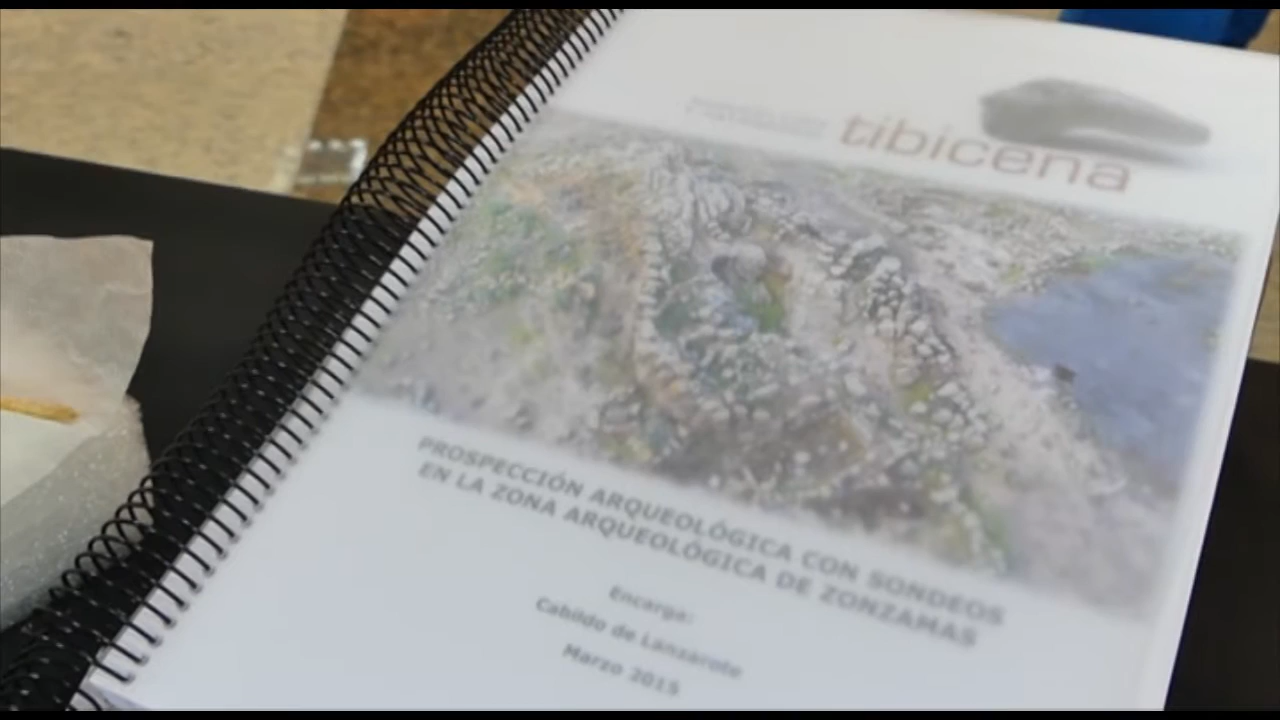 tibicena
PROSPECCIÓN ARQUEOLÓGICA CON SONDEOS
EN LA ZONA ARQUEOLÓGICA DE ZONZAMAS
Encarga:
Cabildo de Lanzarote
Marzo 2015